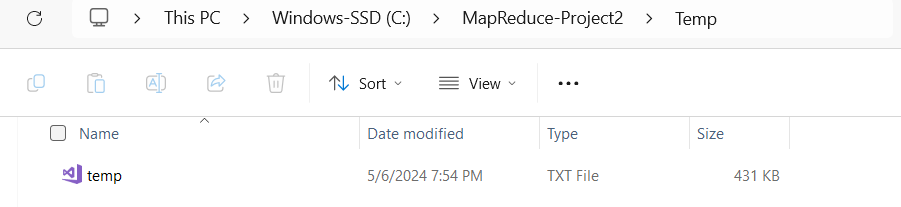 This PC > Windows-SSD (C:) > MapReduce-Project2 > Temp
Sort View •••
Name Date modified Type Size
temp 5/6/2024 7:54 PM TXT File 431 KB